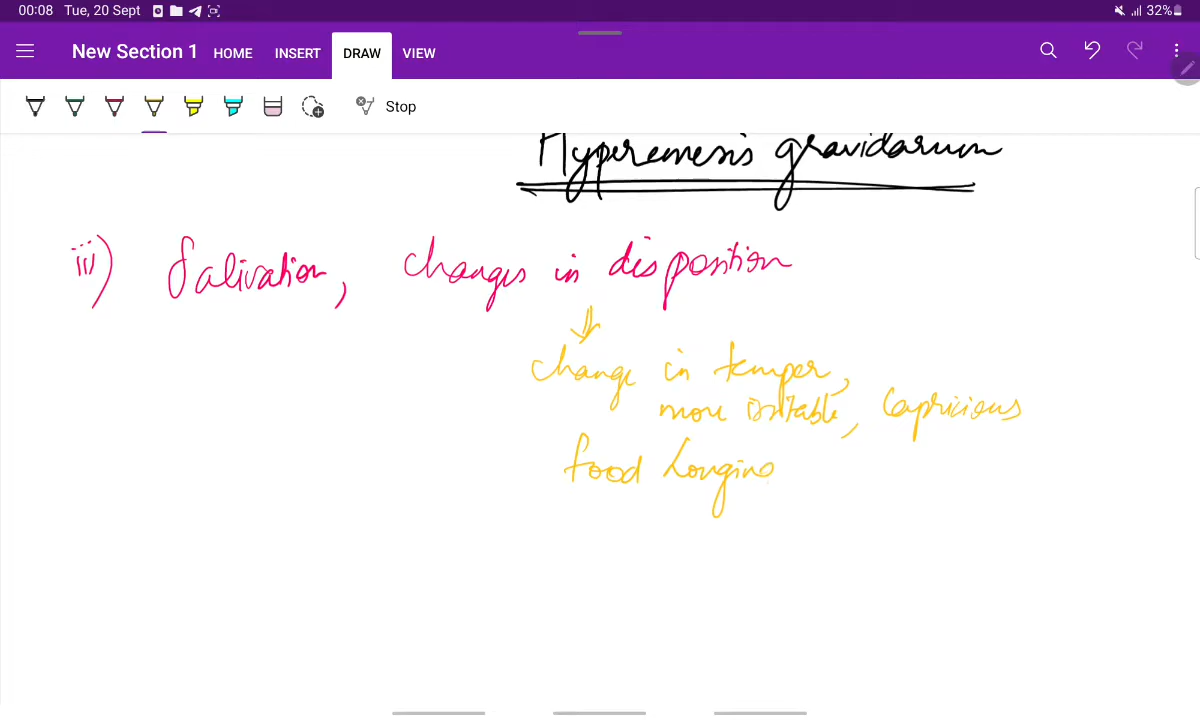 00:08 Tue, 20 Sept 32%
New Section 1 HOME INSERT DRAW VIEW
Stop
Hyperemesis gravidarum
iii) Salivation, changes in disposition
change in temper,
more irritable, Capricious
food Longing